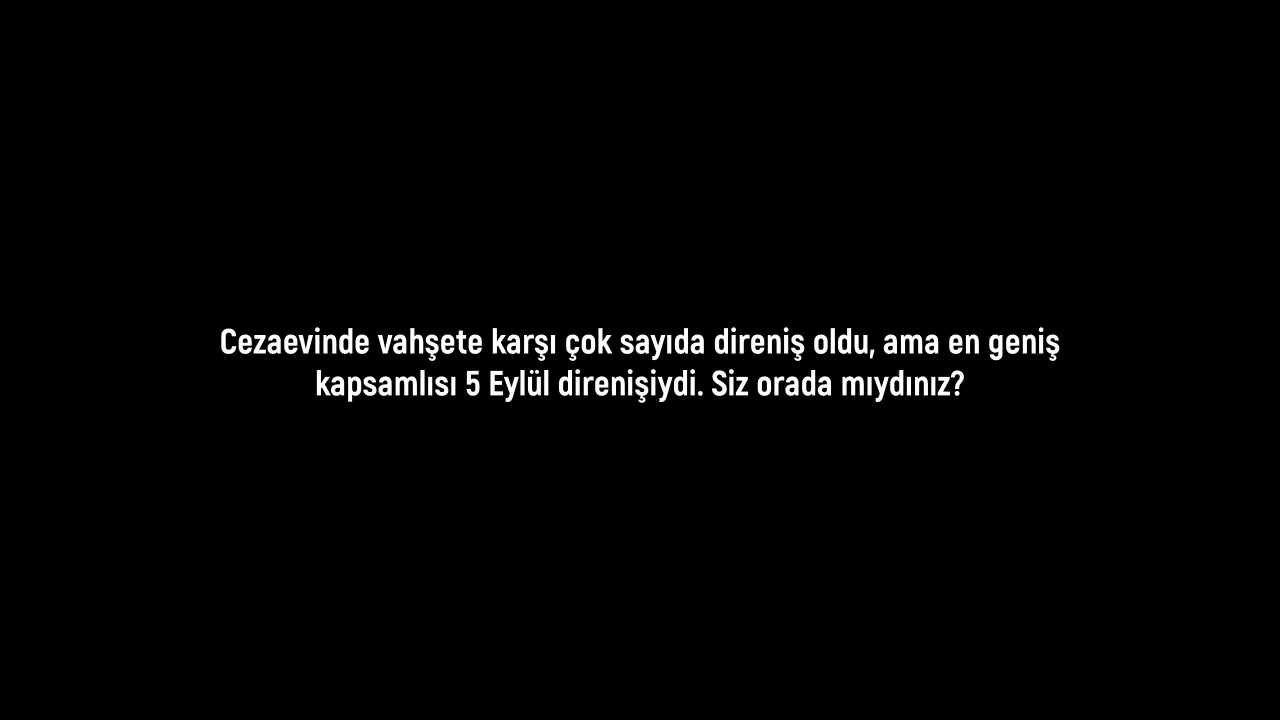 Cezaevinde vahşete karşı çok sayıda direniş oldu, ama en geniş
kapsamlısı 5 Eylül direnişiydi. Siz orada mıydınız?